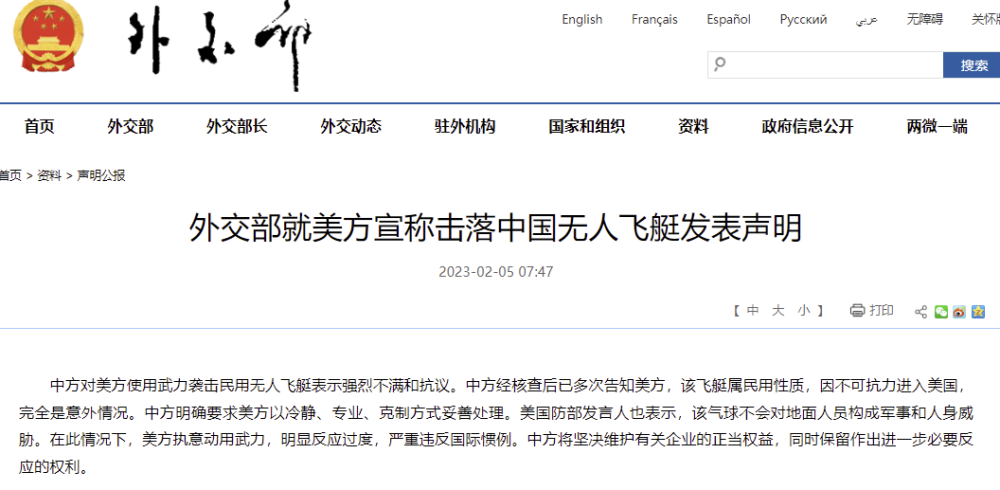 外交部
English Français Español Русский عربي 无障碍 关怀
搜索
首页 外交部 外交部长 外交动态 驻外机构 国家和组织 资料 政府信息公开 两微一端
首页 > 资料 > 声明公报
外交部就美方宣称击落中国无人飞艇发表声明
2023-02-05 07:47
【 中 大 小 】 打印
中方对美方使用武力袭击民用无人飞艇表示强烈不满和抗议。中方经核查后已多次告知美方，该飞艇属民用性质，因不可抗力进入美国，
完全是意外情况。中方明确要求美方以冷静、专业、克制方式妥善处理。美国防部发言人也表示，该气球不会对地面人员构成军事和人身威
胁。在此情况下，美方执意动用武力，明显反应过度，严重违反国际惯例。中方将坚决维护有关企业的正当权益，同时保留作出进一步必要反
应的权利。